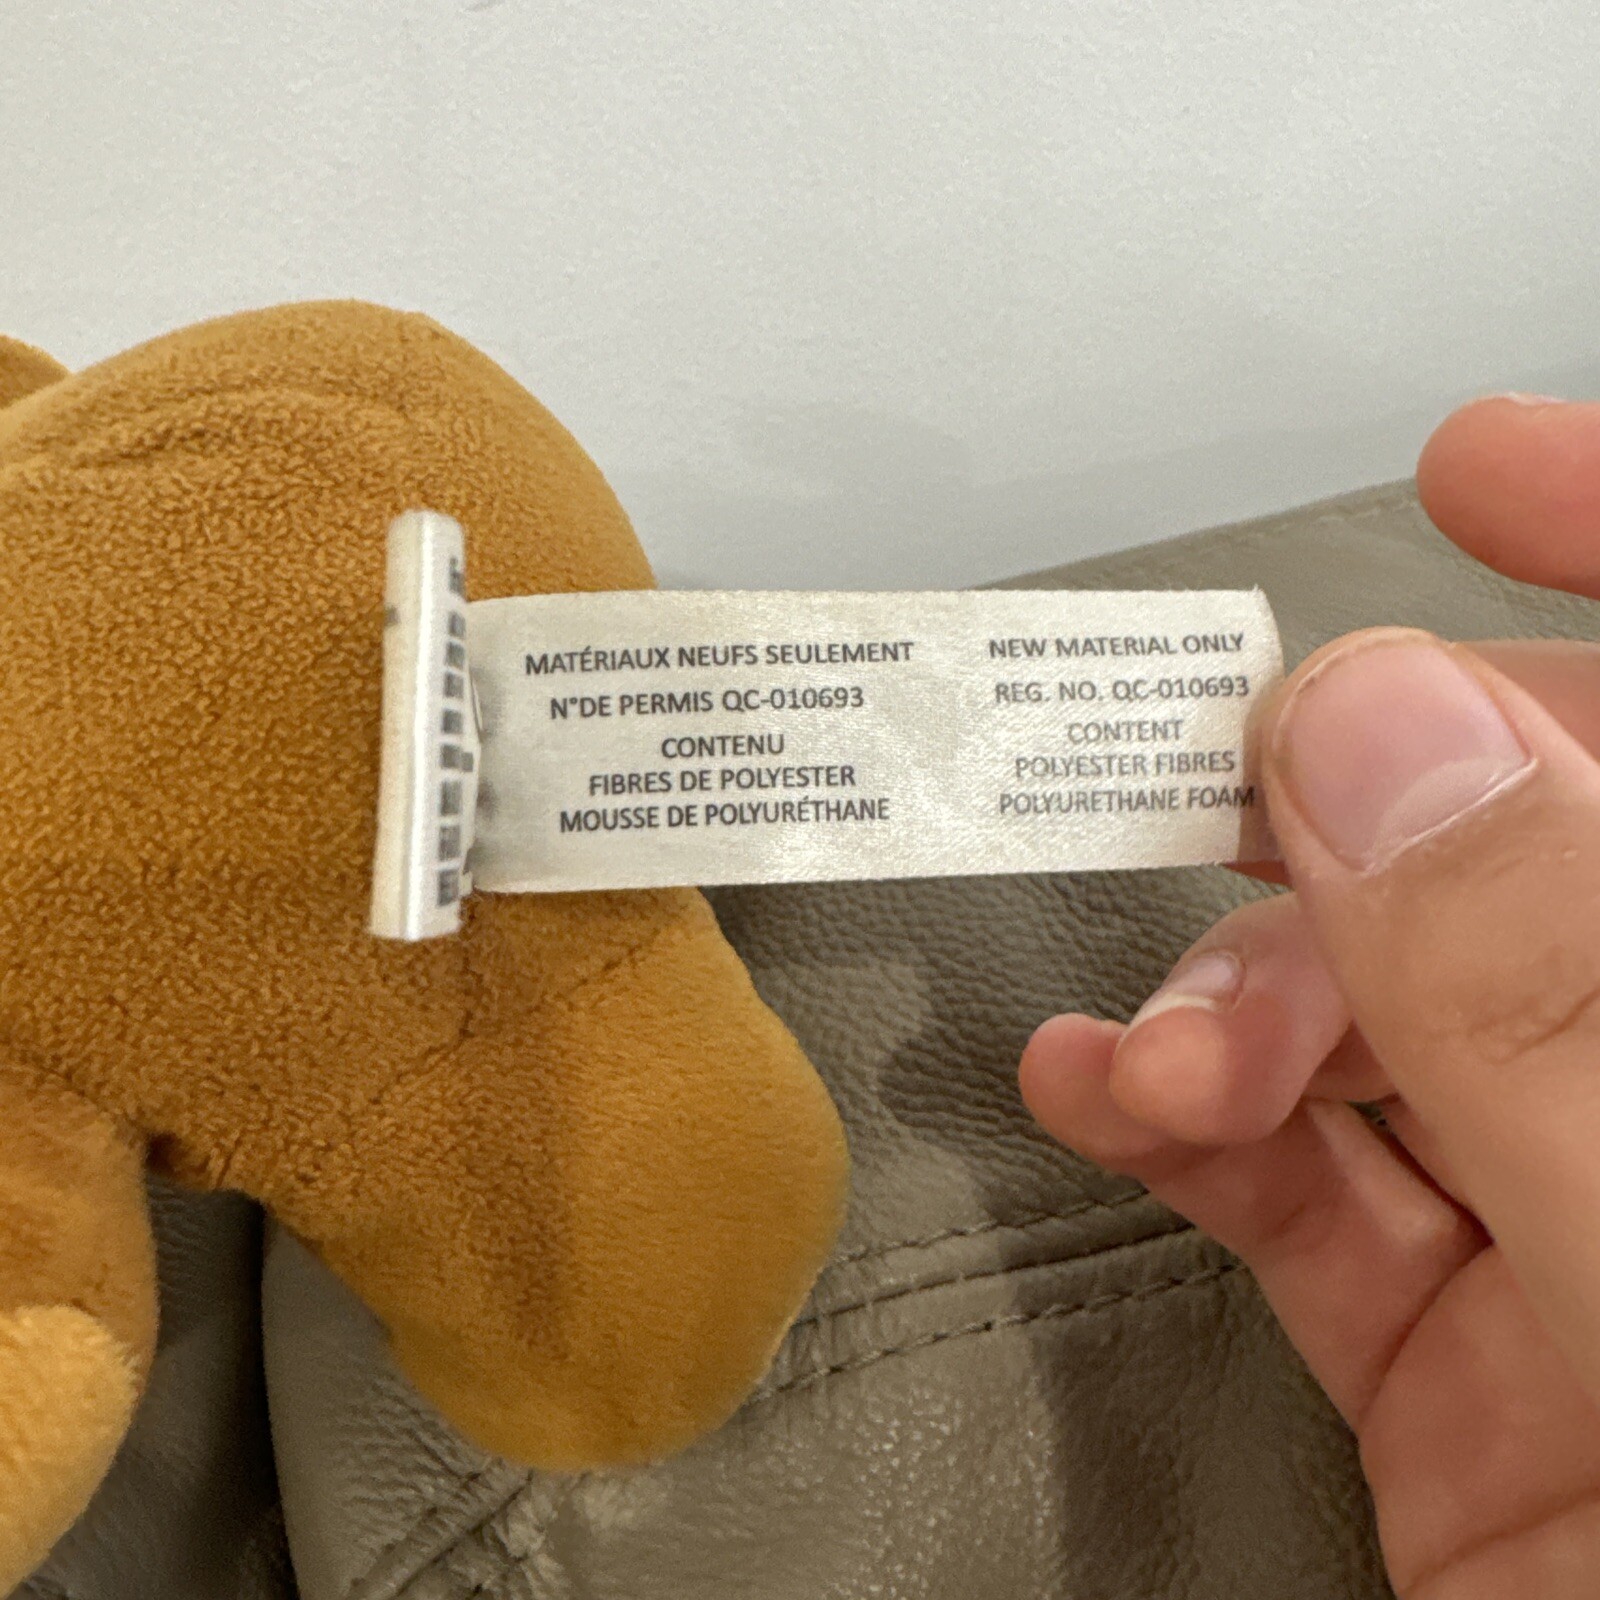 MATÉRIAUX NEUFS SEULEMENT
N°DE PERMIS QC-010693
CONTENU
FIBRES DE POLYESTER
MOUSSE DE POLYURÉTHANE
NEW MATERIAL ONLY
REG. NO. QC-010693
CONTENT
POLYESTER FIBRES
POLYURETHANE FOAM